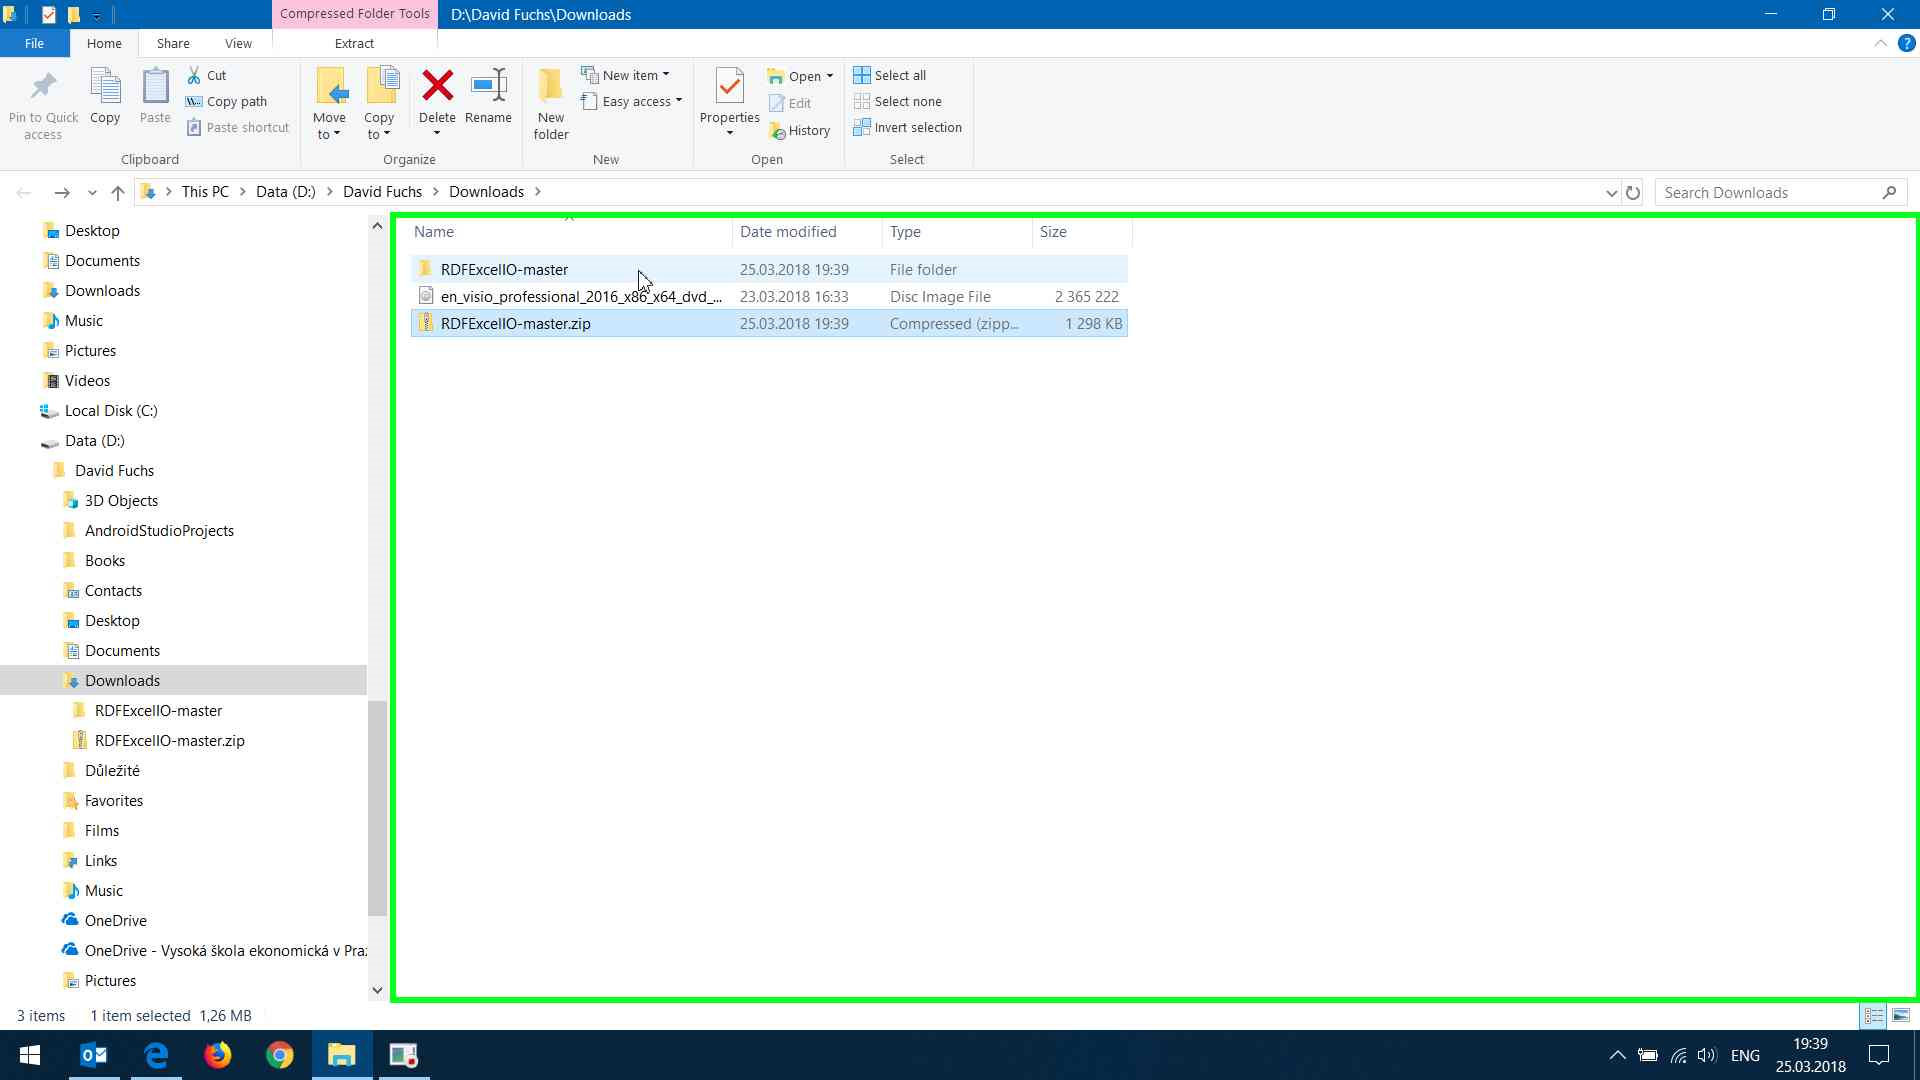 Compressed Folder Tools
D:\David Fuchs\Downloads
File
Home
Share
View
Extract
Pin to Quick access
Copy
Paste
Cut
Copy path
Paste shortcut
Clipboard
Move to
Copy to
Delete
Rename
Organize
New folder
New item
Easy access
New
Properties
Open
Edit
History
Open
Select all
Select none
Invert selection
Select
This PC > Data (D:) > David Fuchs > Downloads >
Search Downloads
Desktop
Documents
Downloads
Music
Pictures
Videos
Local Disk (C:)
Data (D:)
David Fuchs
3D Objects
AndroidStudioProjects
Books
Contacts
Desktop
Documents
Downloads
RDFExcelIO-master
RDFExcelIO-master.zip
Důležité
Favorites
Films
Links
Music
OneDrive
OneDrive - Vysoká škola ekonomická v Pra
Pictures
Name Date modified Type Size
RDFExcelIO-master 25.03.2018 19:39 File folder
en_visio_professional_2016_x86_x64_dvd_... 23.03.2018 16:33 Disc Image File 2 365 222
RDFExcelIO-master.zip 25.03.2018 19:39 Compressed (zipp... 1 298 KB
3 items 1 item selected 1,26 MB
ENG
19:39
25.03.2018